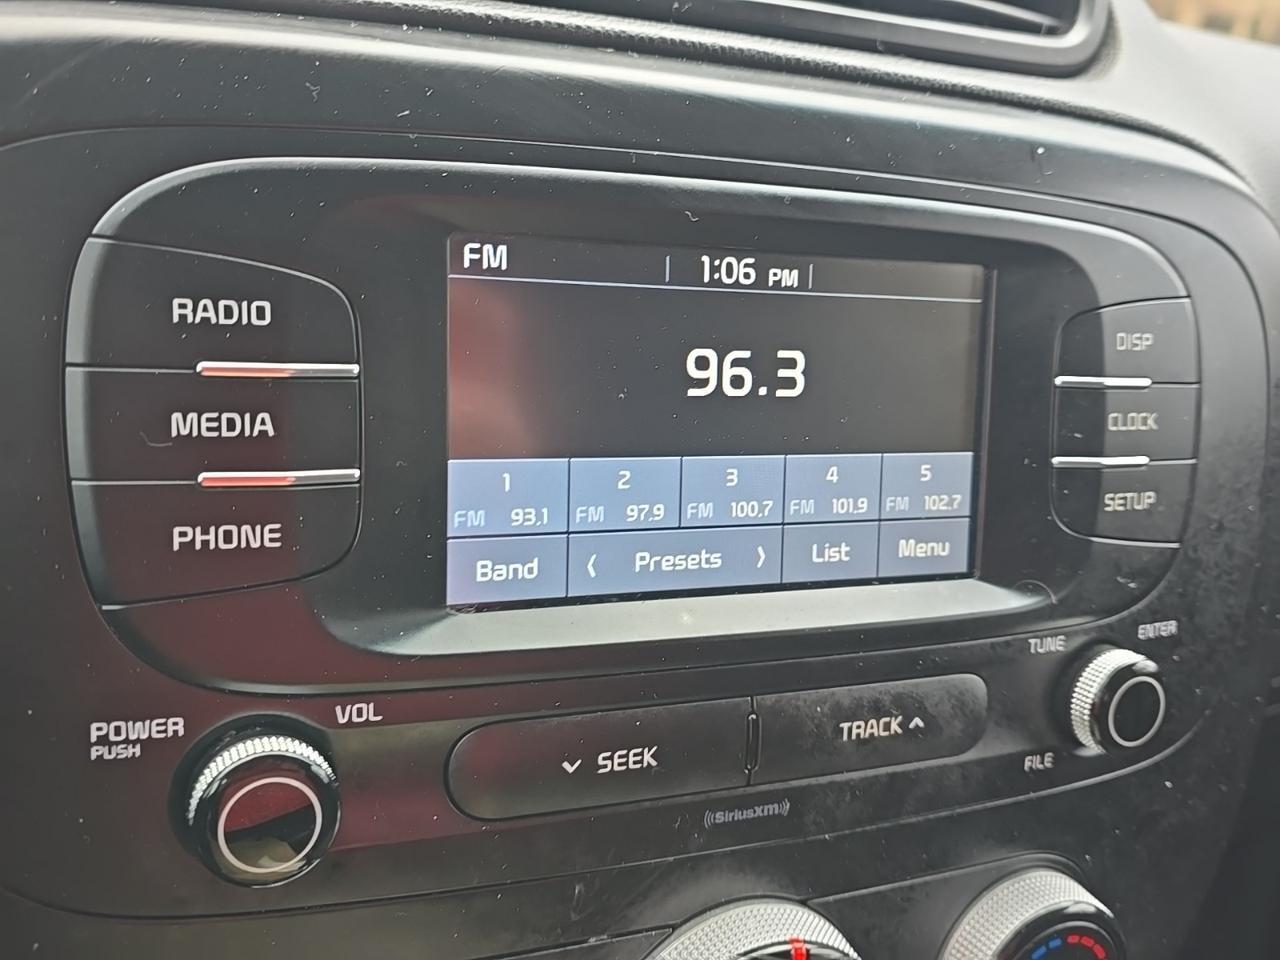 FM 1:06 PM
96.3
1 2 3 4 5
FM 93.1 FM 97.9 FM 100.7 FM 101.9 FM 102.7
Band ‹ Presets › List Menu
RADIO
MEDIA
PHONE
DISP
CLOCK
SETUP
POWER
PUSH
VOL
SEEK
TRACK
TUNE
ENTER
FILE
SiriusXM